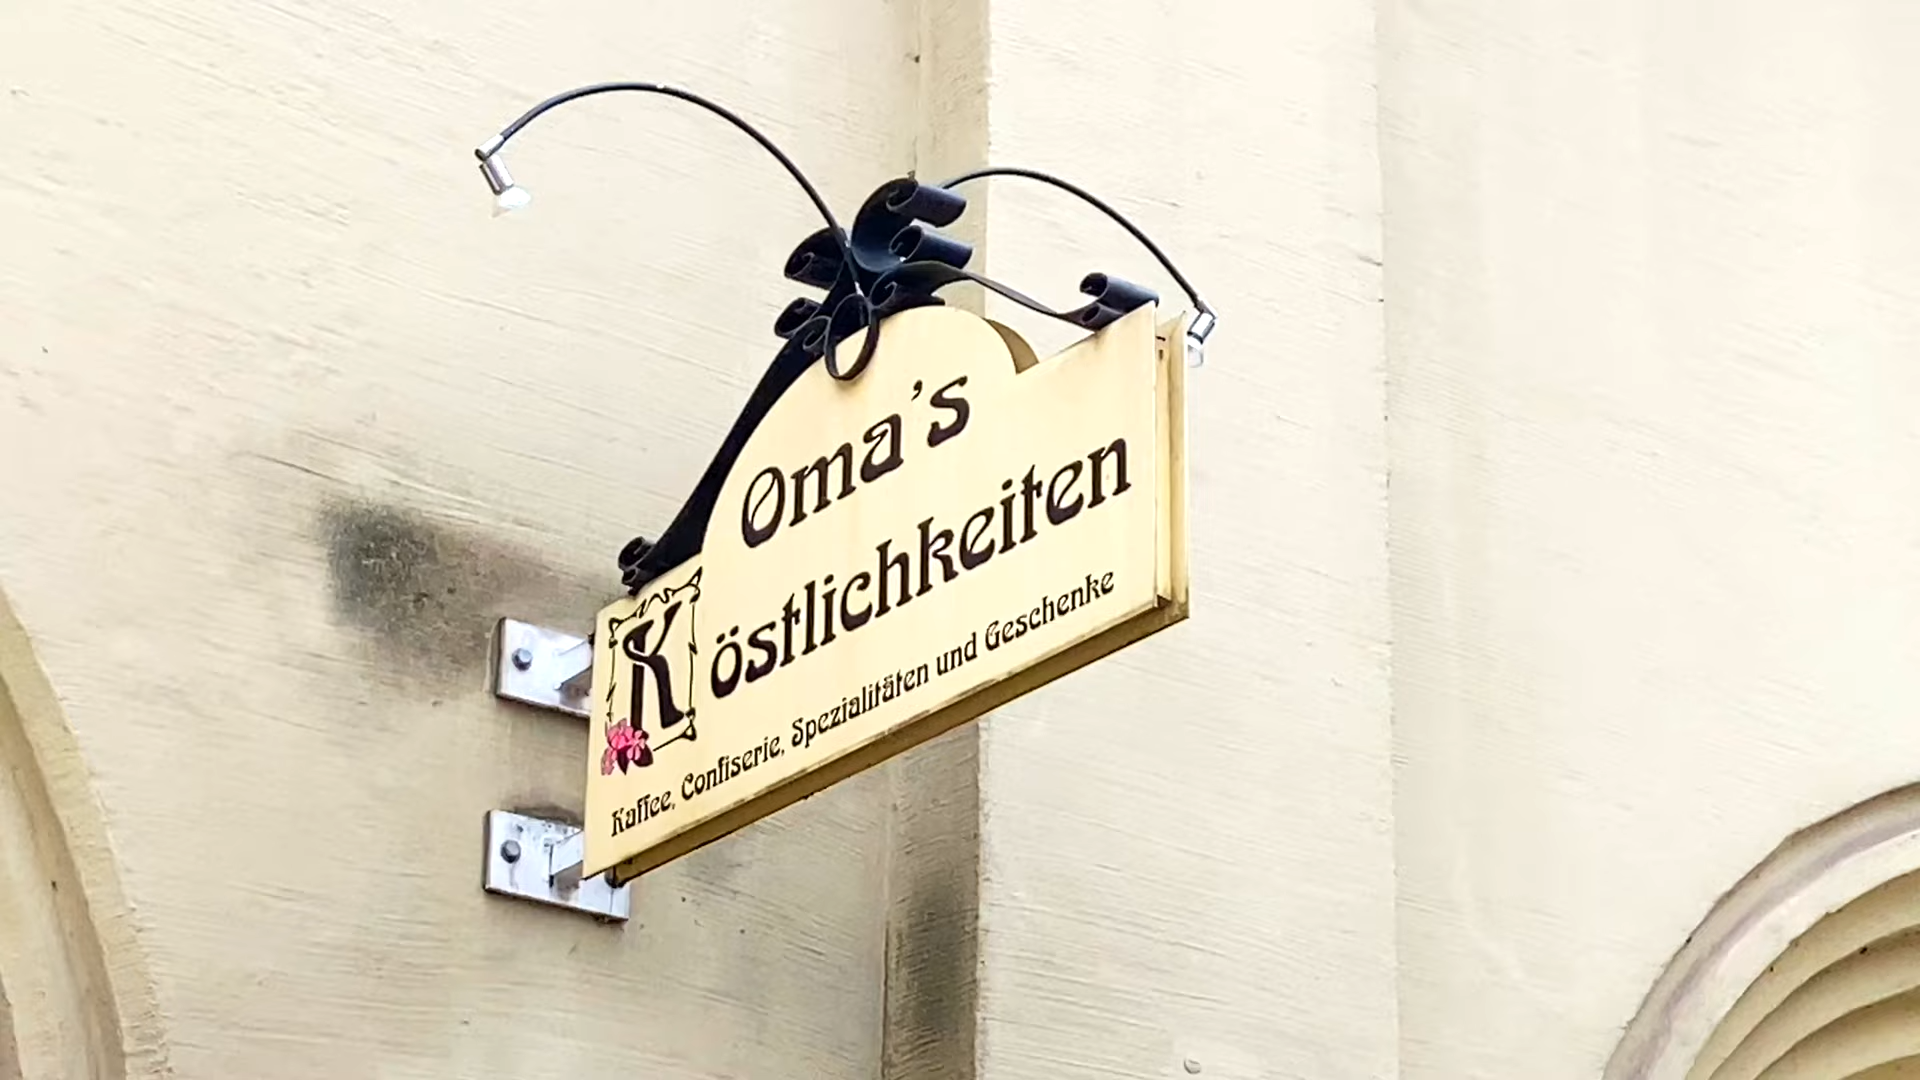 Oma's
Köstlichkeiten
Kaffee, Confiserie, Spezialitäten und Geschenke